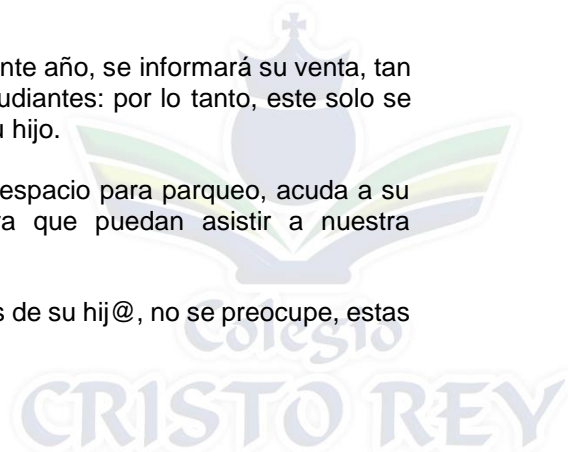 nte año, se informará su venta, tan
udiantes: por lo tanto, este solo se
u hijo.
espacio para parqueo, acuda a su
a que puedan asistir a nuestra
s de su hij@, no se preocupe, estas
Colegio
CRISTO REY